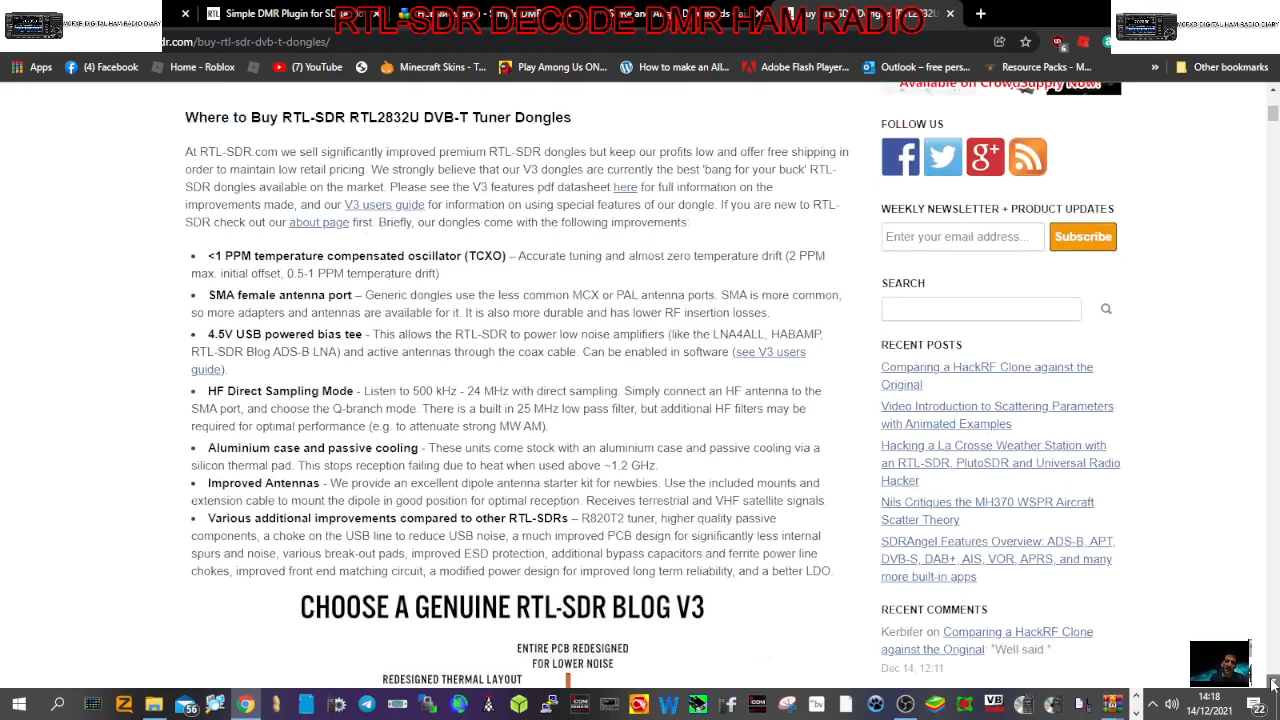 RTL-SDR DECODE DMR HAM RADIO
Simple DMR Plugin for SD
dr.com/buy-rtl-sdr-dvb-t-dongles/
Apps
(4) Facebook
(7) YouTube
Adobe Flash Player
Available on CrowdSupply Now!
Where to Buy RTL-SDR RTL2832U DVB-T Tuner Dongles
At RTL-SDR.com we sell significantly improved premium RTL-SDR dongles but keep our profits low and offer free shipping in
order to maintain low retail pricing. We strongly believe that our V3 dongles are currently the best 'bang for your buck' RTL-
SDR dongles available on the market. Please see the V3 features pdf datasheet here for full information on the
improvements made, and our V3 users guide for information on using special features of our dongle. If you are new to RTL-
SDR check out our about page first. Briefly, our dongles come with the following improvements:
• <1 PPM temperature compensated oscillator (TCXO) – Accurate tuning and almost zero temperature drift (2 PPM
max. initial offset, 0.5-1 PPM temperature drift)
• SMA female antenna port – Generic dongles use the less common MCX or PAL antenna ports. SMA is more common,
so more adapters and antennas are available for it. It is also more durable and has lower RF insertion losses.
• 4.5V USB powered bias tee - This allows the RTL-SDR to power low noise amplifiers (like the LNA4ALL, HABAMP,
RTL-SDR Blog ADS-B LNA) and active antennas through the coax cable. Can be enabled in software (see V3 users
guide).
• HF Direct Sampling Mode - Listen to 500 kHz - 24 MHz with direct sampling. Simply connect an HF antenna to the
SMA port, and choose the Q-branch mode. There is a built in 25 MHz low pass filter, but additional HF filters may be
required for optimal performance (e.g. to attenuate strong MW AM).
• Aluminium case and passive cooling - These units come stock with an aluminium case and passive cooling via a
silicon thermal pad. This stops reception failing due to heat when used above ~1.2 GHz.
• Improved Antennas - We provide an excellent dipole antenna starter kit for newbies. Use the included mounts and
extension cable to mount the dipole in good position for optimal reception. Receives terrestrial and VHF satellite signals.
• Various additional improvements compared to other RTL-SDRs – R820T2 tuner, higher quality passive
components, a choke on the USB line to reduce USB noise, a much improved PCB design for significantly less internal
spurs and noise, various break-out pads, improved ESD protection, additional bypass capacitors and ferrite power line
chokes, improved front end matching circuit, a modified power design for improved long term reliability, and a better LDO.
CHOOSE A GENUINE RTL-SDR BLOG V3
ENTIRE PCB REDESIGNED
FOR LOWER NOISE
REDESIGNED THERMAL LAYOUT
FOLLOW US
WEEKLY NEWSLETTER + PRODUCT UPDATES
Enter your email address...
Subscribe
SEARCH
RECENT POSTS
Comparing a HackRF Clone against the
Original
Video Introduction to Scattering Parameters
with Animated Examples
Hacking a La Crosse Weather Station with
an RTL-SDR, PlutoSDR and Universal Radio
Hacker
Nils Critiques the MH370 WSPR Aircraft
Scatter Theory
SDRAngel Features Overview: ADS-B, APT,
DVB-S, DAB+, AIS, VOR, APRS, and many
more built-in apps
RECENT COMMENTS
Kerbifer on Comparing a HackRF Clone
against the Original: "Well said."
Dec 14, 12:11
14:18